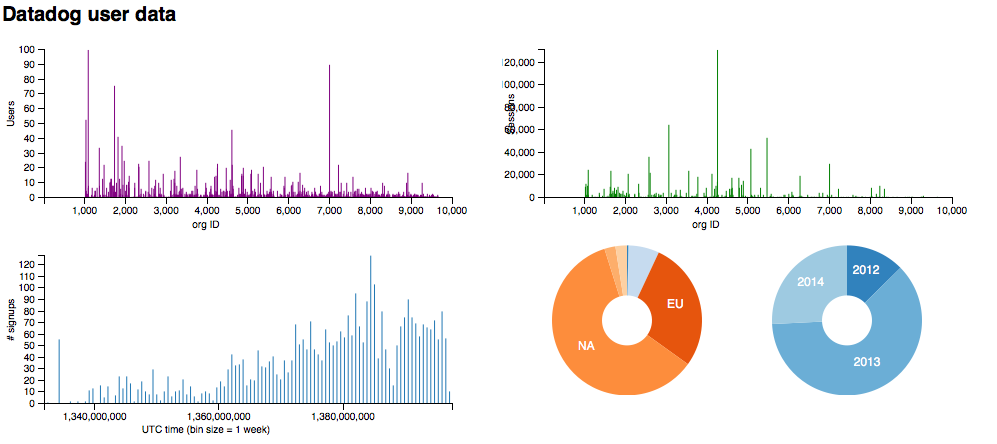 Datadog user data
100
90
80
70
60
50
40
30
20
10
0
Users
1,000 2,000 3,000 4,000 5,000 6,000 7,000 8,000 9,000 10,000
org ID
120,000
100,000
80,000
60,000
40,000
20,000
0
Sessions
1,000 2,000 3,000 4,000 5,000 6,000 7,000 8,000 9,000 10,000
org ID
120
110
100
90
80
70
60
50
40
30
20
10
0
# signups
1,340,000,000 1,360,000,000 1,380,000,000
UTC time (bin size = 1 week)
EU
NA
2012
2014
2013